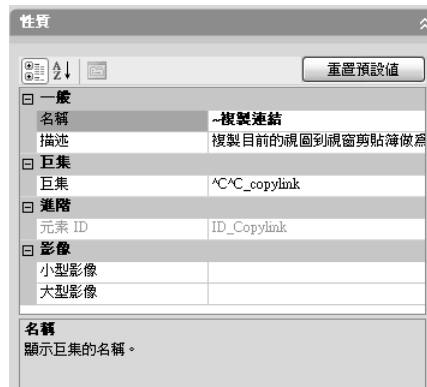 性質
重置預設值
一般
名稱 ~複製連結
描述 複製目前的視圖到視窗剪貼簿做為
巨集
巨集 ^C^C_copylink
進階
元素 ID ID_Copylink
影像
小型影像
大型影像
名稱
顯示巨集的名稱。